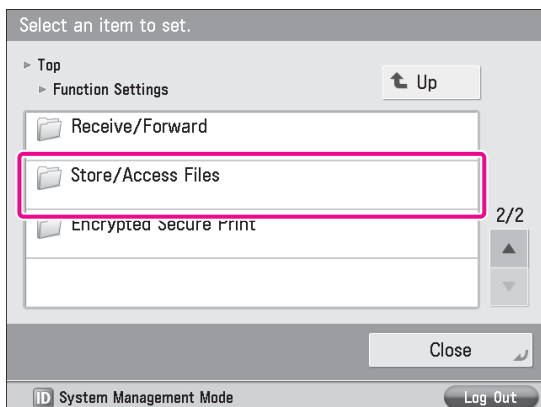 Select an item to set.
Top
Function Settings
Up
Receive/Forward
Store/Access Files
Encrypted Secure Print
2/2
Close
ID System Management Mode
Log Out